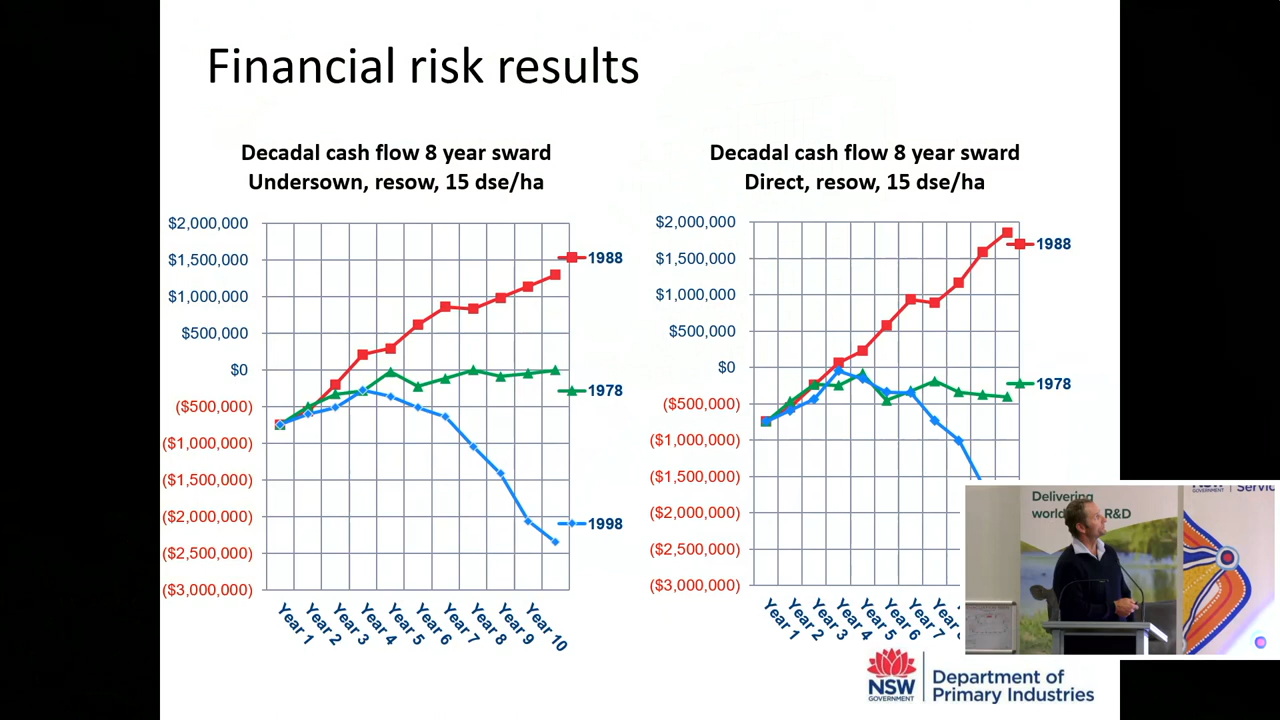 Financial risk results
Decadal cash flow 8 year sward
Undersown, resow, 15 dse/ha
$2,000,000
$1,500,000
$1,000,000
$500,000
$0
($500,000)
($1,000,000)
($1,500,000)
($2,000,000)
($2,500,000)
($3,000,000)
1988
1978
1998
Year 1
Year 2
Year 3
Year 4
Year 5
Year 6
Year 7
Year 8
Year 9
Year 10
Decadal cash flow 8 year sward
Direct, resow, 15 dse/ha
$2,000,000
$1,500,000
$1,000,000
$500,000
$0
($500,000)
($1,000,000)
($1,500,000)
($2,000,000)
($2,500,000)
($3,000,000)
1988
1978
Year 1
Year 2
Year 3
Year 4
Year 5
Year 6
Year 7
Delivering
R&D
NSW
GOVERNMENT
NSW
GOVERNMENT
Department of
Primary Industries